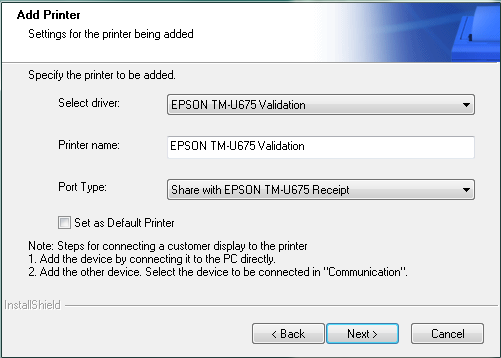 Add Printer
Settings for the printer being added
Specify the printer to be added.
Select driver: EPSON TM-U675 Validation
Printer name: EPSON TM-U675 Validation
Port Type: Share with EPSON TM-U675 Receipt
Set as Default Printer
Note: Steps for connecting a customer display to the printer
1. Add the device by connecting it to the PC directly.
2. Add the other device. Select the device to be connected in "Communication".
InstallShield
< Back Next > Cancel